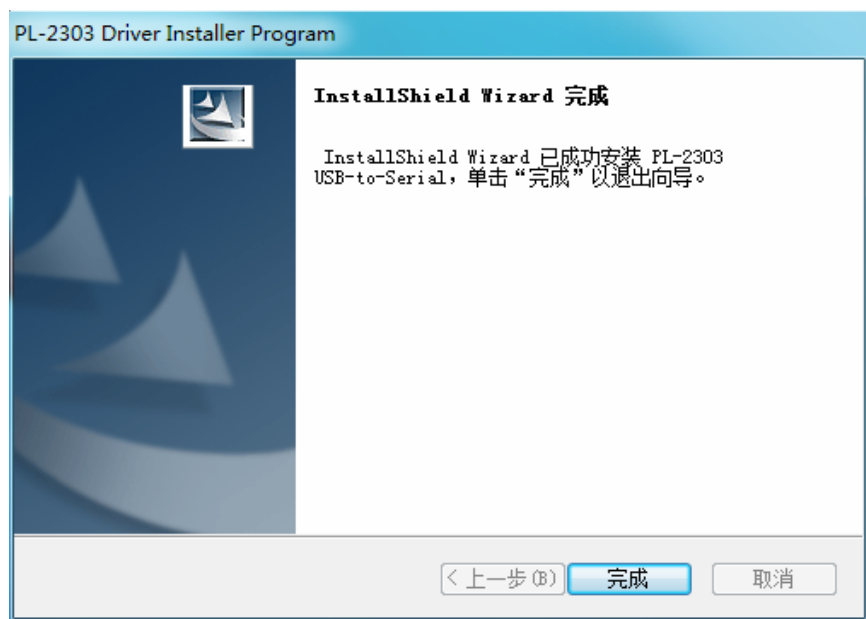 PL-2303 Driver Installer Program
InstallShield Wizard 完成
InstallShield Wizard 已成功安装 PL-2303
USB-to-Serial，单击“完成”以退出向导。
< 上一步(B)
完成
取消